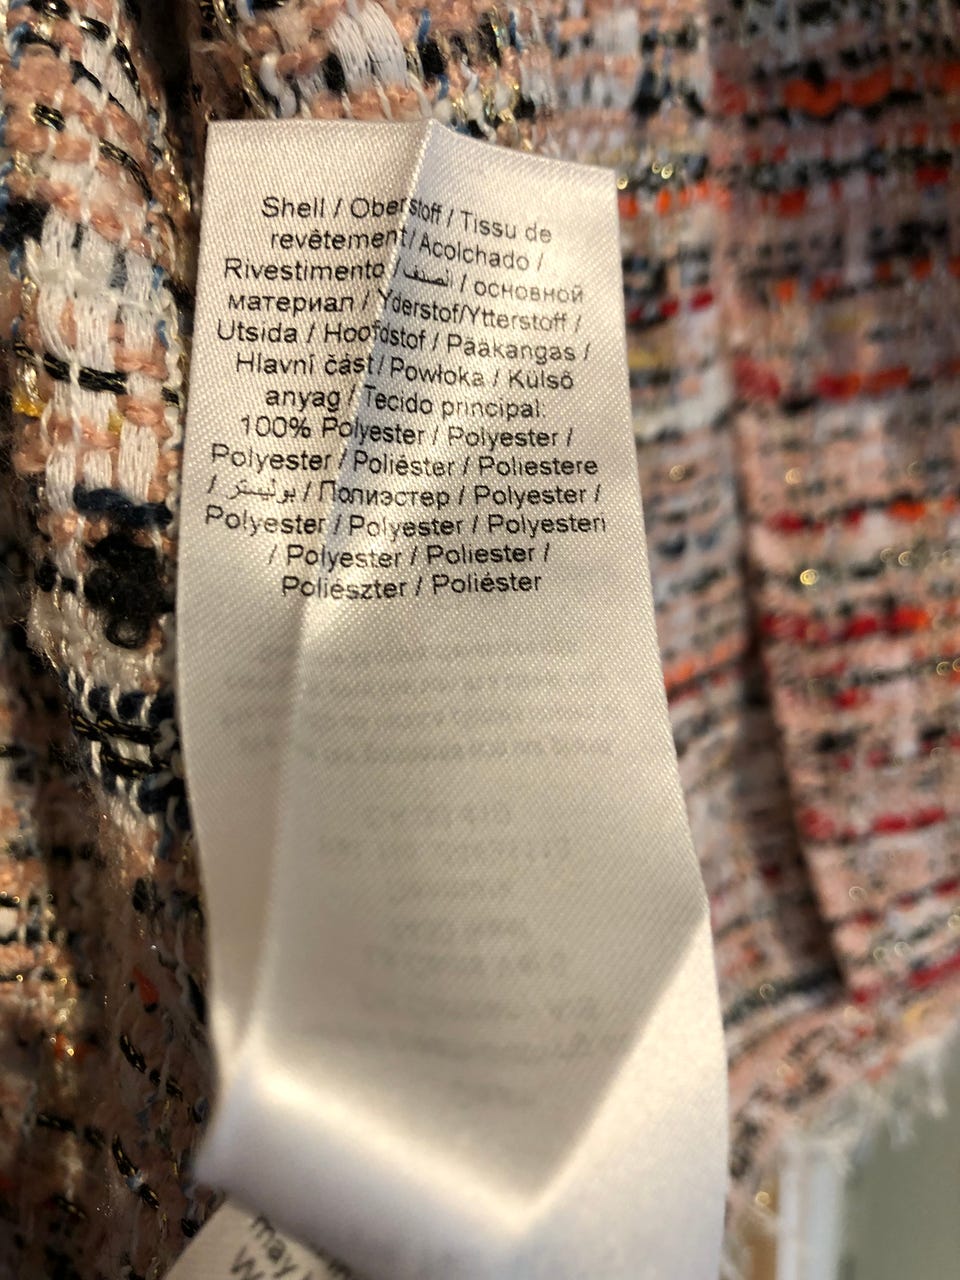 Shell / Oberstoff / Tissu de
revêtement/Acolchado /
Rivestimento / / основной
материал / Yderstof/Ytterstoff /
Utsida / Hoofdstof / Pääkangas /
Hlavní část / Powłoka / Külső
anyag / Tecido principal:
100% Polyester / Polyester /
Polyester / Poliéster / Poliestere
/ بوليستر / Полиэстер / Polyester /
Polyester / Polyester / Polyesteri
/ Polyester / Poliester /
Poliészter / Poliéster
may